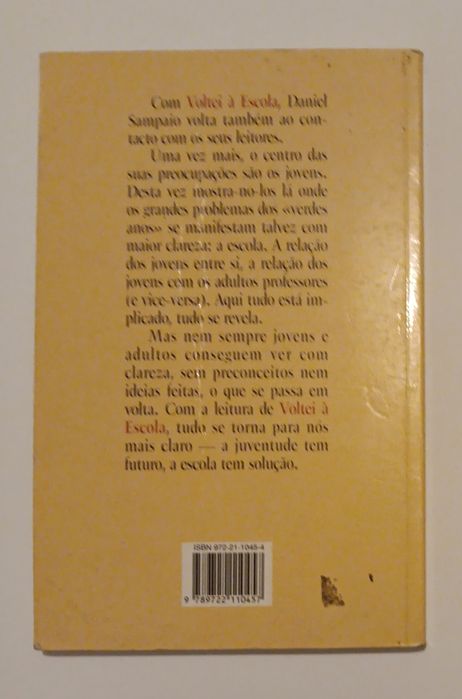 Com Voltei à Escola, Daniel
Sampaio volta também ao con-
tacto com os seus leitores.
Uma vez mais, o centro das
suas preocupações são os jovens.
Desta vez mostra-no-los lá onde
os grandes problemas dos «verdes
anos» se manifestam talvez com
maior clareza: a escola. A relação
dos jovens entre si, a relação dos
jovens com os adultos professores
(e vice-versa). Aqui tudo está im-
plicado, tudo se revela.
Mas nem sempre jovens e
adultos conseguem ver com
clareza, sem preconceitos nem
ideias feitas, o que se passa em
volta. Com a leitura de Voltei à
Escola, tudo se torna para nós
mais claro — a juventude tem
futuro, a escola tem solução.
ISBN 972-21-1045-4
9 789722 110457